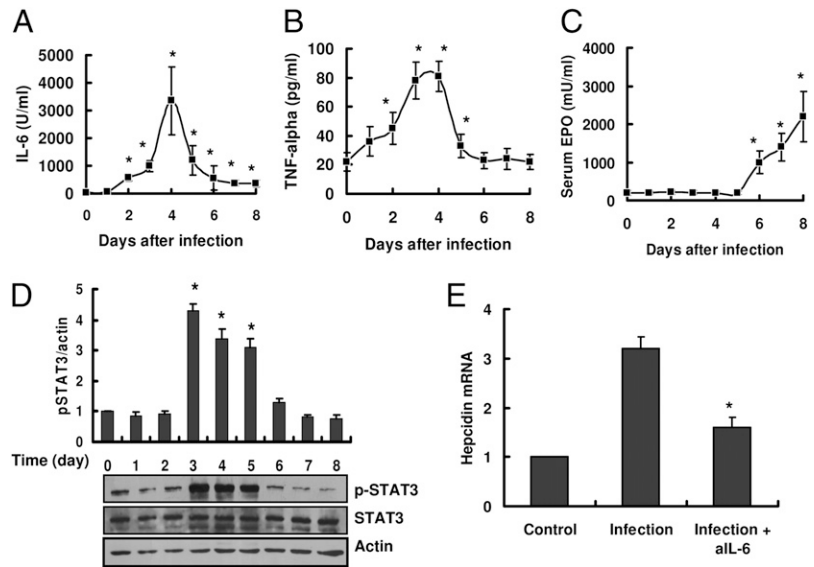 A
5000
4000
3000
2000
1000
0
IL-6 (U/ml)
* * * * * * *
0 2 4 6 8
Days after infection
B
100
80
60
40
20
0
TNF-alpha (pg/ml)
* * * *
0 2 4 6 8
Days after infection
C
4000
3000
2000
1000
0
Serum EPO (mU/ml)
* * *
0 2 4 6 8
Days after infection
D
5
4
3
2
1
0
pSTAT3/actin
* * *
Time (day) 0 1 2 3 4 5 6 7 8
p-STAT3
STAT3
Actin
E
4
3
2
1
0
Hepcidin mRNA
*
Control
Infection
Infection +
aIL-6